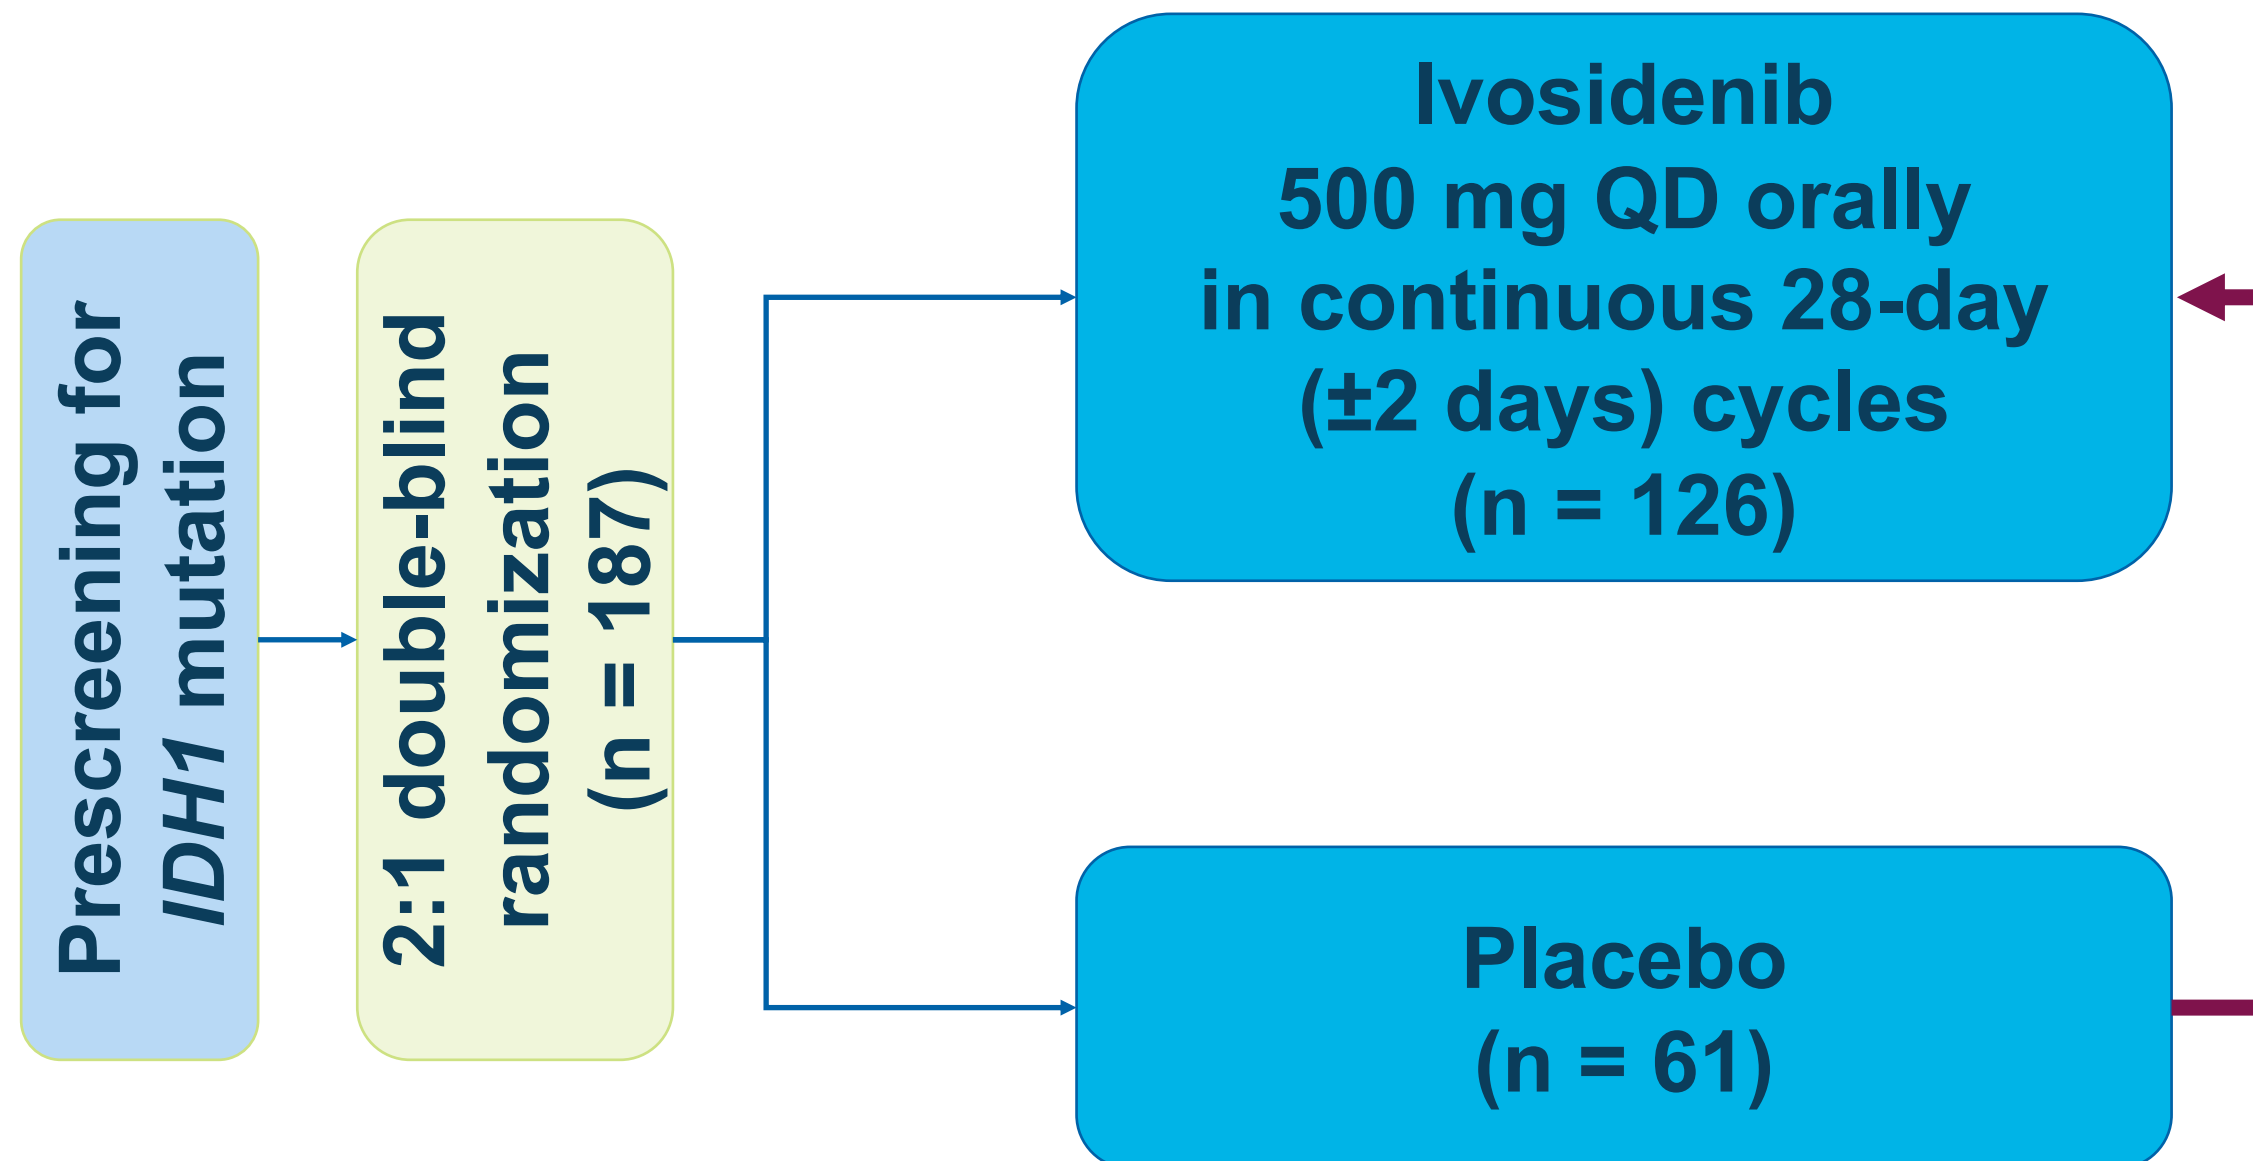 Prescreening for
IDH1 mutation
2:1 double-blind
randomization
(n = 187)
Ivosidenib
500 mg QD orally
in continuous 28-day
(±2 days) cycles
(n = 126)
Placebo
(n = 61)